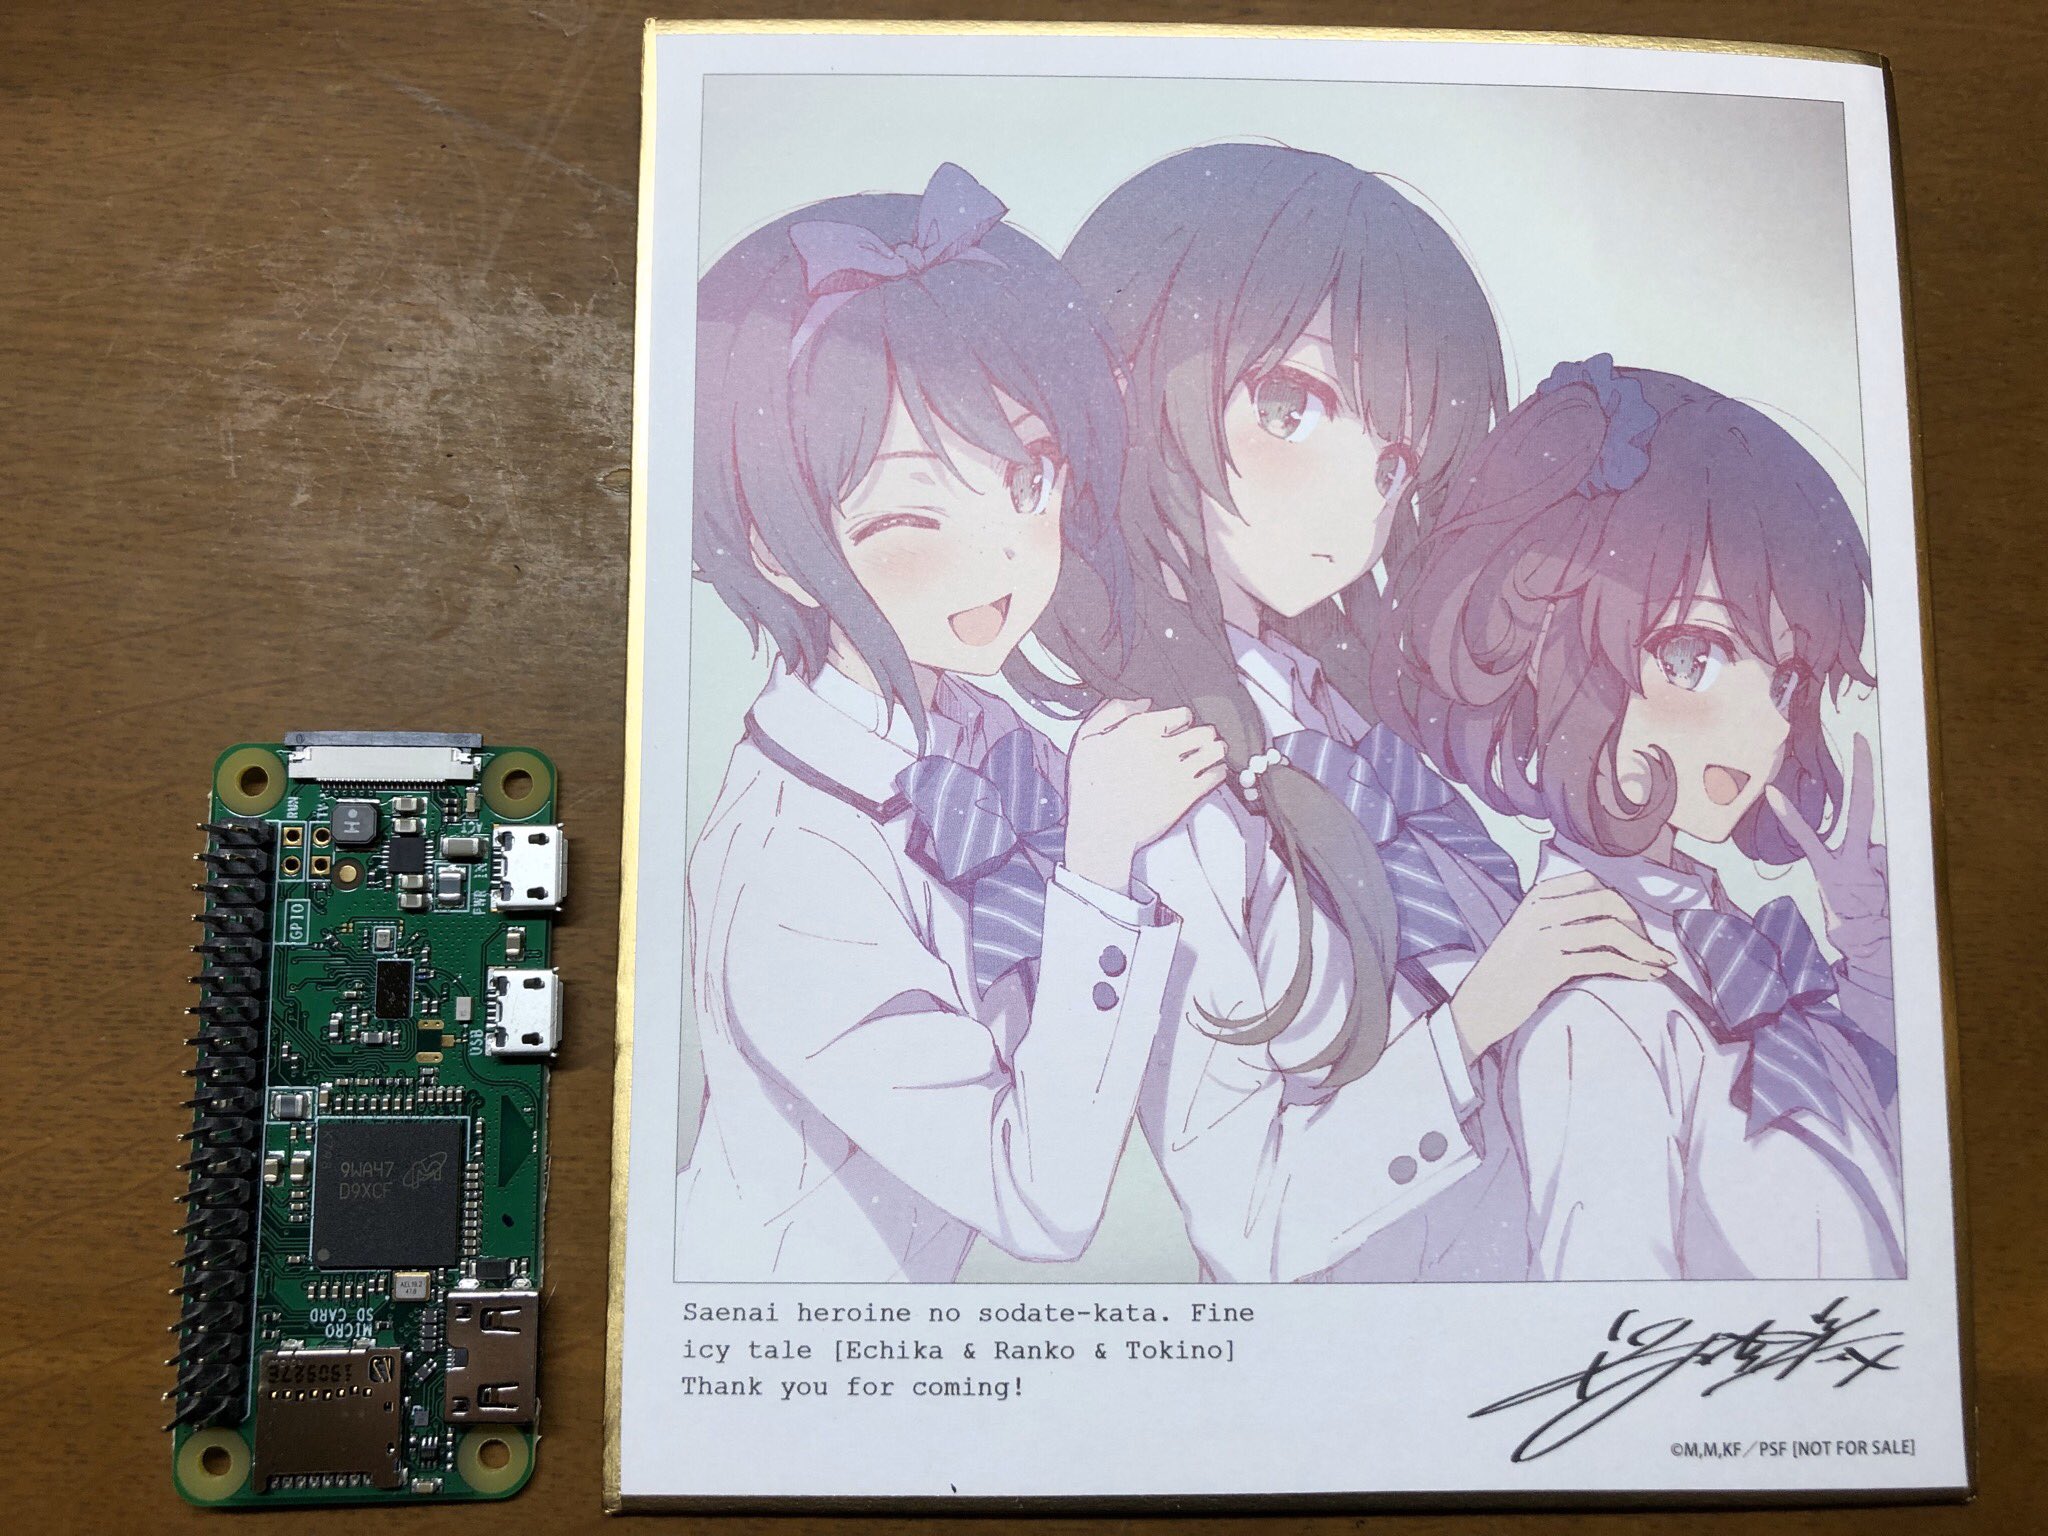 RUN
TV
PWR IN
GPIO
USB
9WA47
D9XCF
MICRO
SD CARD
Saenai heroine no sodate-kata. Fine
icy tale [Echika & Ranko & Tokino]
Thank you for coming!
©M,M,KF／PSF [NOT FOR SALE]